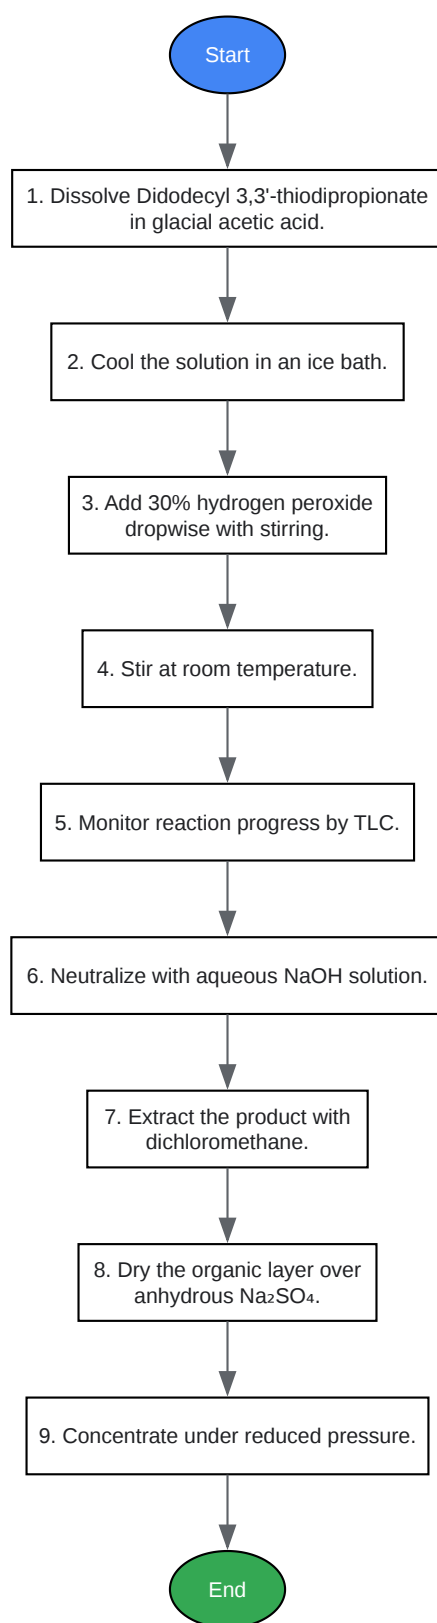 Start
1. Dissolve Didodecyl 3,3'-thiodipropionate
in glacial acetic acid.
2. Cool the solution in an ice bath.
3. Add 30% hydrogen peroxide
dropwise with stirring.
4. Stir at room temperature.
5. Monitor reaction progress by TLC.
6. Neutralize with aqueous NaOH solution.
7. Extract the product with
dichloromethane.
8. Dry the organic layer over
anhydrous Na₂SO₄.
9. Concentrate under reduced pressure.
End